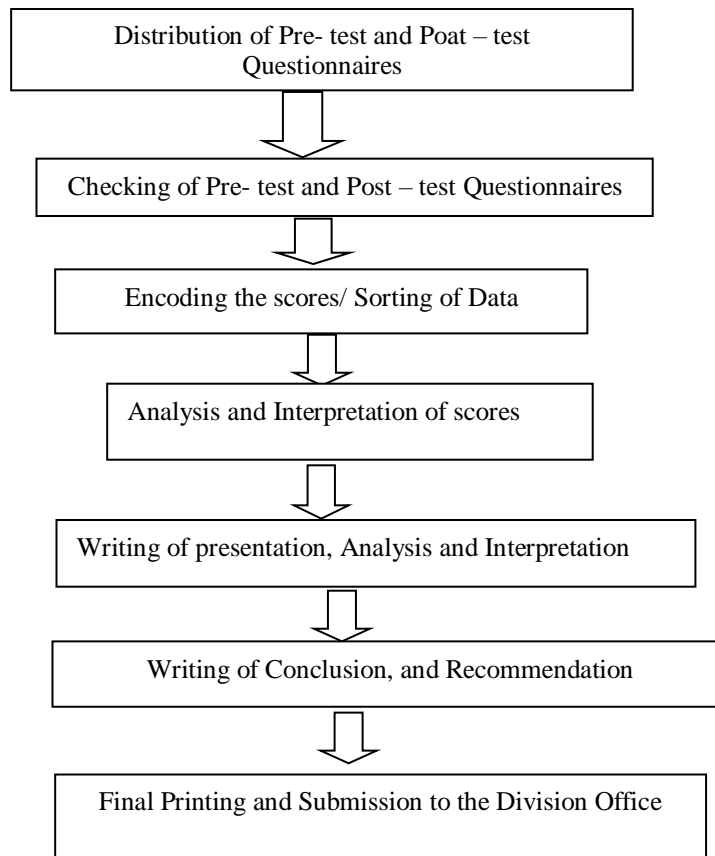 Distribution of Pre- test and Poat – test
Questionnaires
Checking of Pre- test and Post – test Questionnaires
Encoding the scores/ Sorting of Data
Analysis and Interpretation of scores
Writing of presentation, Analysis and Interpretation
Writing of Conclusion, and Recommendation
Final Printing and Submission to the Division Office